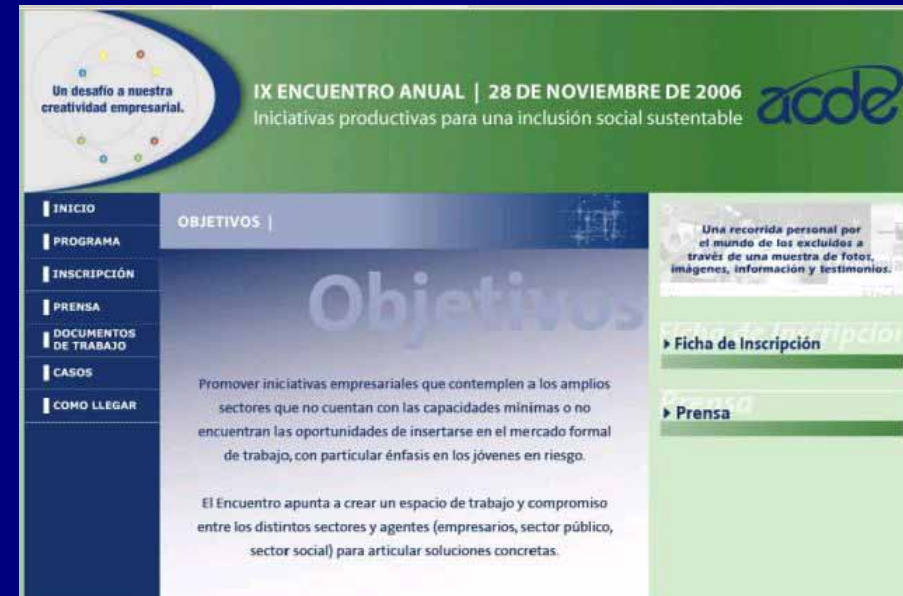 Un desafío a nuestra
creatividad empresarial.
IX ENCUENTRO ANUAL | 28 DE NOVIEMBRE DE 2006
Iniciativas productivas para una inclusión social sustentable
acde
INICIO
PROGRAMA
INSCRIPCIÓN
PRENSA
DOCUMENTOS
DE TRABAJO
CASOS
COMO LLEGAR
OBJETIVOS |
Objetivos
Promover iniciativas empresariales que contemplen a los amplios
sectores que no cuentan con las capacidades mínimas o no
encuentran las oportunidades de insertarse en el mercado formal
de trabajo, con particular énfasis en los jóvenes en riesgo.
El Encuentro apunta a crear un espacio de trabajo y compromiso
entre los distintos sectores y agentes (empresarios, sector público,
sector social) para articular soluciones concretas.
Una recorrida personal por
el mundo de los excluidos a
través de una muestra de fotos,
imágenes, información y testimonios.
Ficha de Inscripción
Ficha de Inscripción
Prensa
Prensa